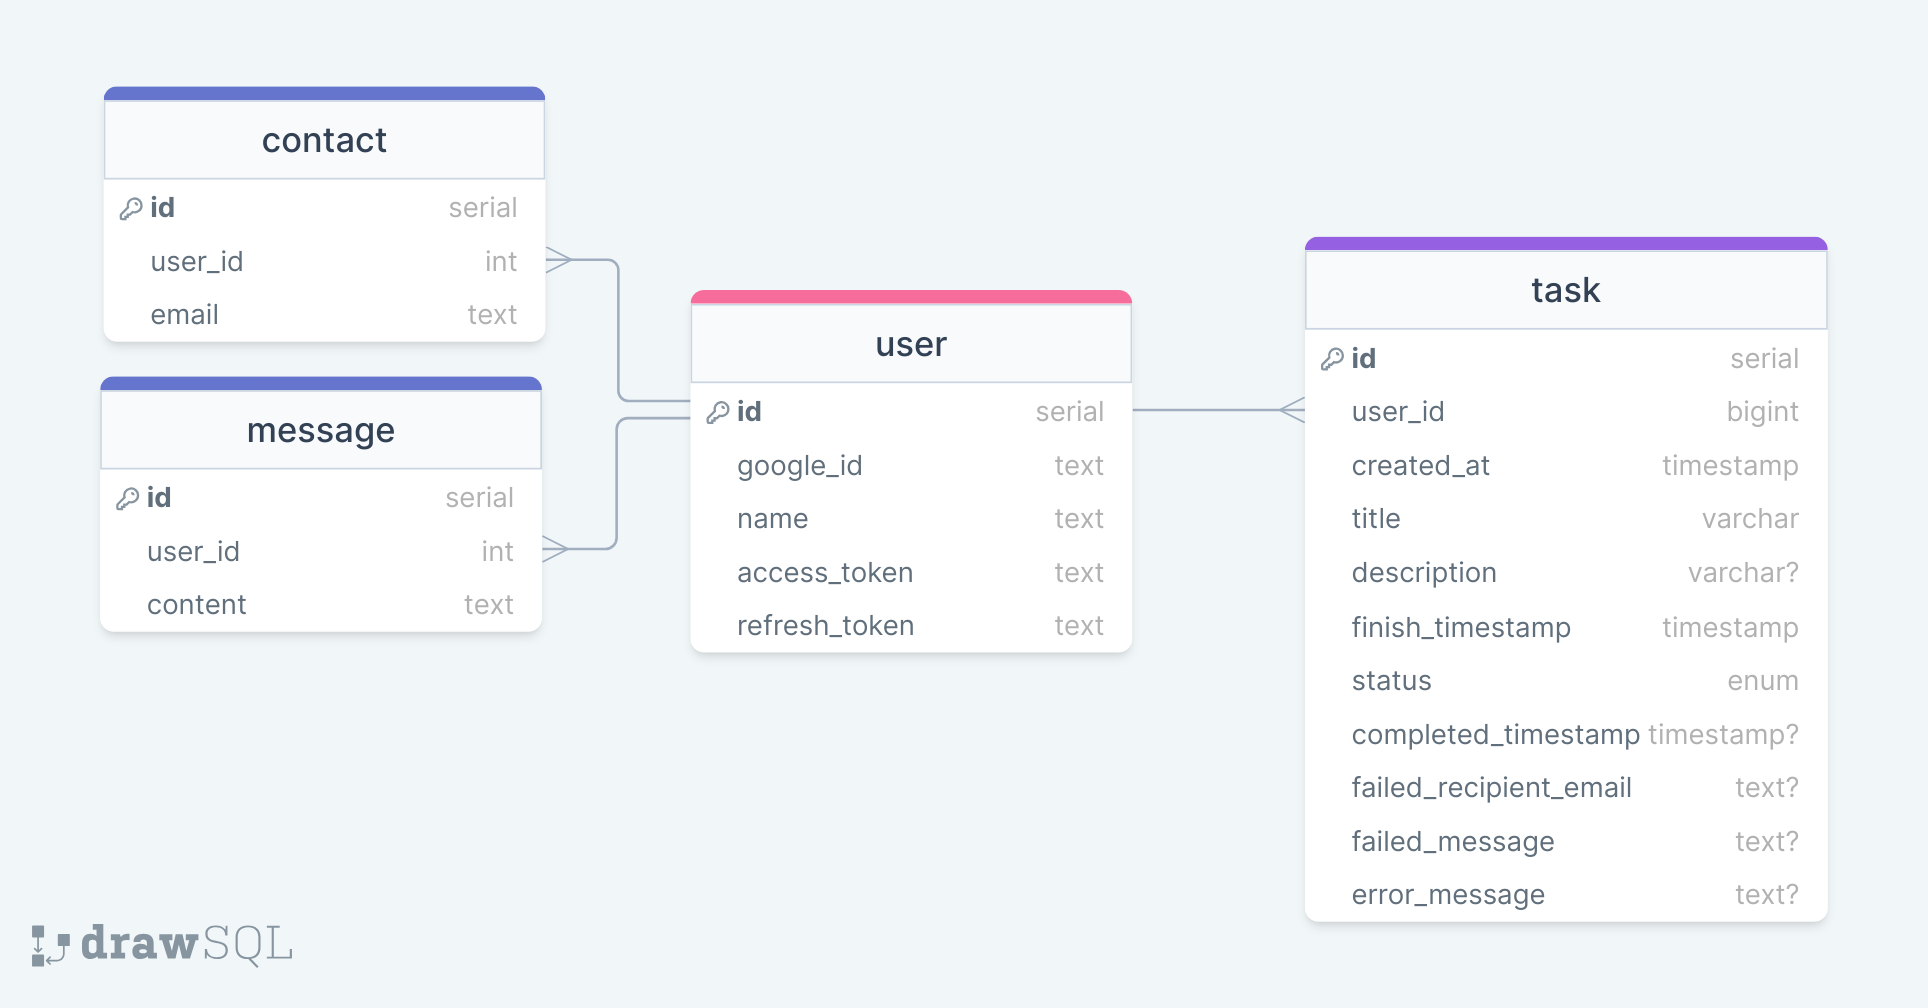 contact
id serial
user_id int
email text
message
id serial
user_id int
content text
user
id serial
google_id text
name text
access_token text
refresh_token text
task
id serial
user_id bigint
created_at timestamp
title varchar
description varchar?
finish_timestamp timestamp
status enum
completed_timestamp timestamp?
failed_recipient_email text?
failed_message text?
error_message text?
drawSQL